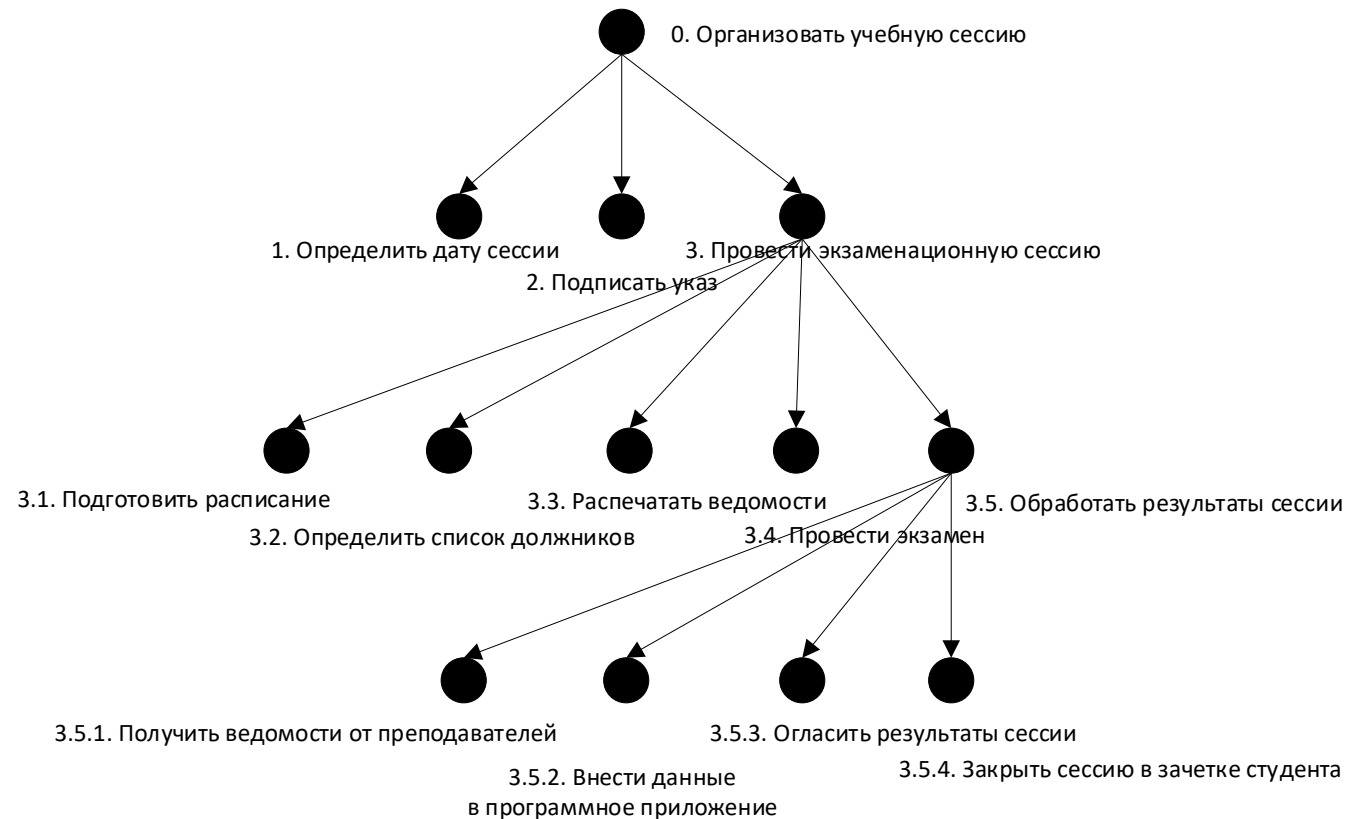 0. Организовать учебную сессию
1. Определить дату сессии
2. Подписать указ
3. Провести экзаменационную сессию
3.1. Подготовить расписание
3.2. Определить список должников
3.3. Распечатать ведомости
3.4. Провести экзамен
3.5. Обработать результаты сессии
3.5.1. Получить ведомости от преподавателей
3.5.2. Внести данные
в программное приложение
3.5.3. Огласить результаты сессии
3.5.4. Закрыть сессию в зачетке студента